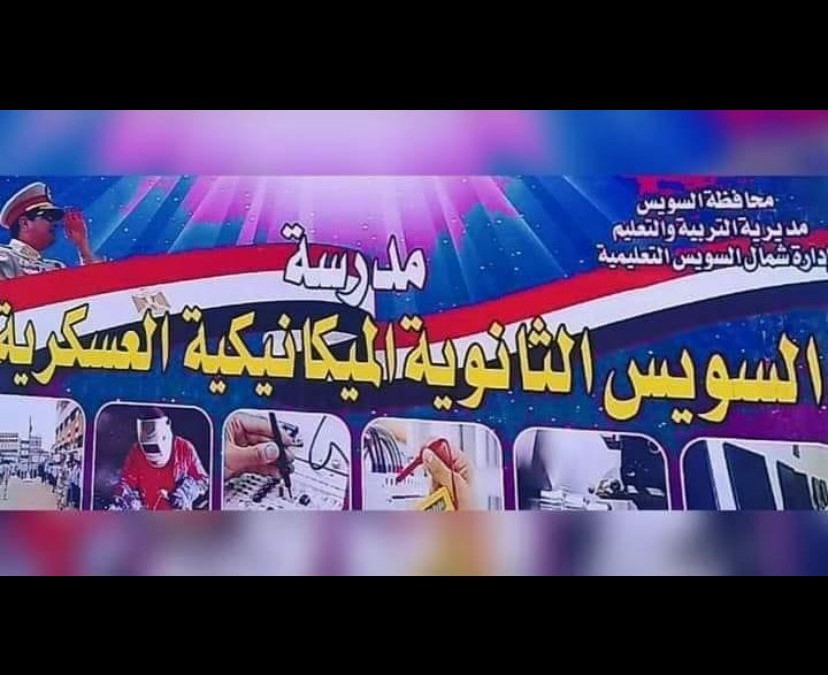 محافظة السويس
مديرية التربية والتعليم
إدارة شمال السويس التعليمية
مدرسة
السويس الثانوية الميكانيكية العسكرية